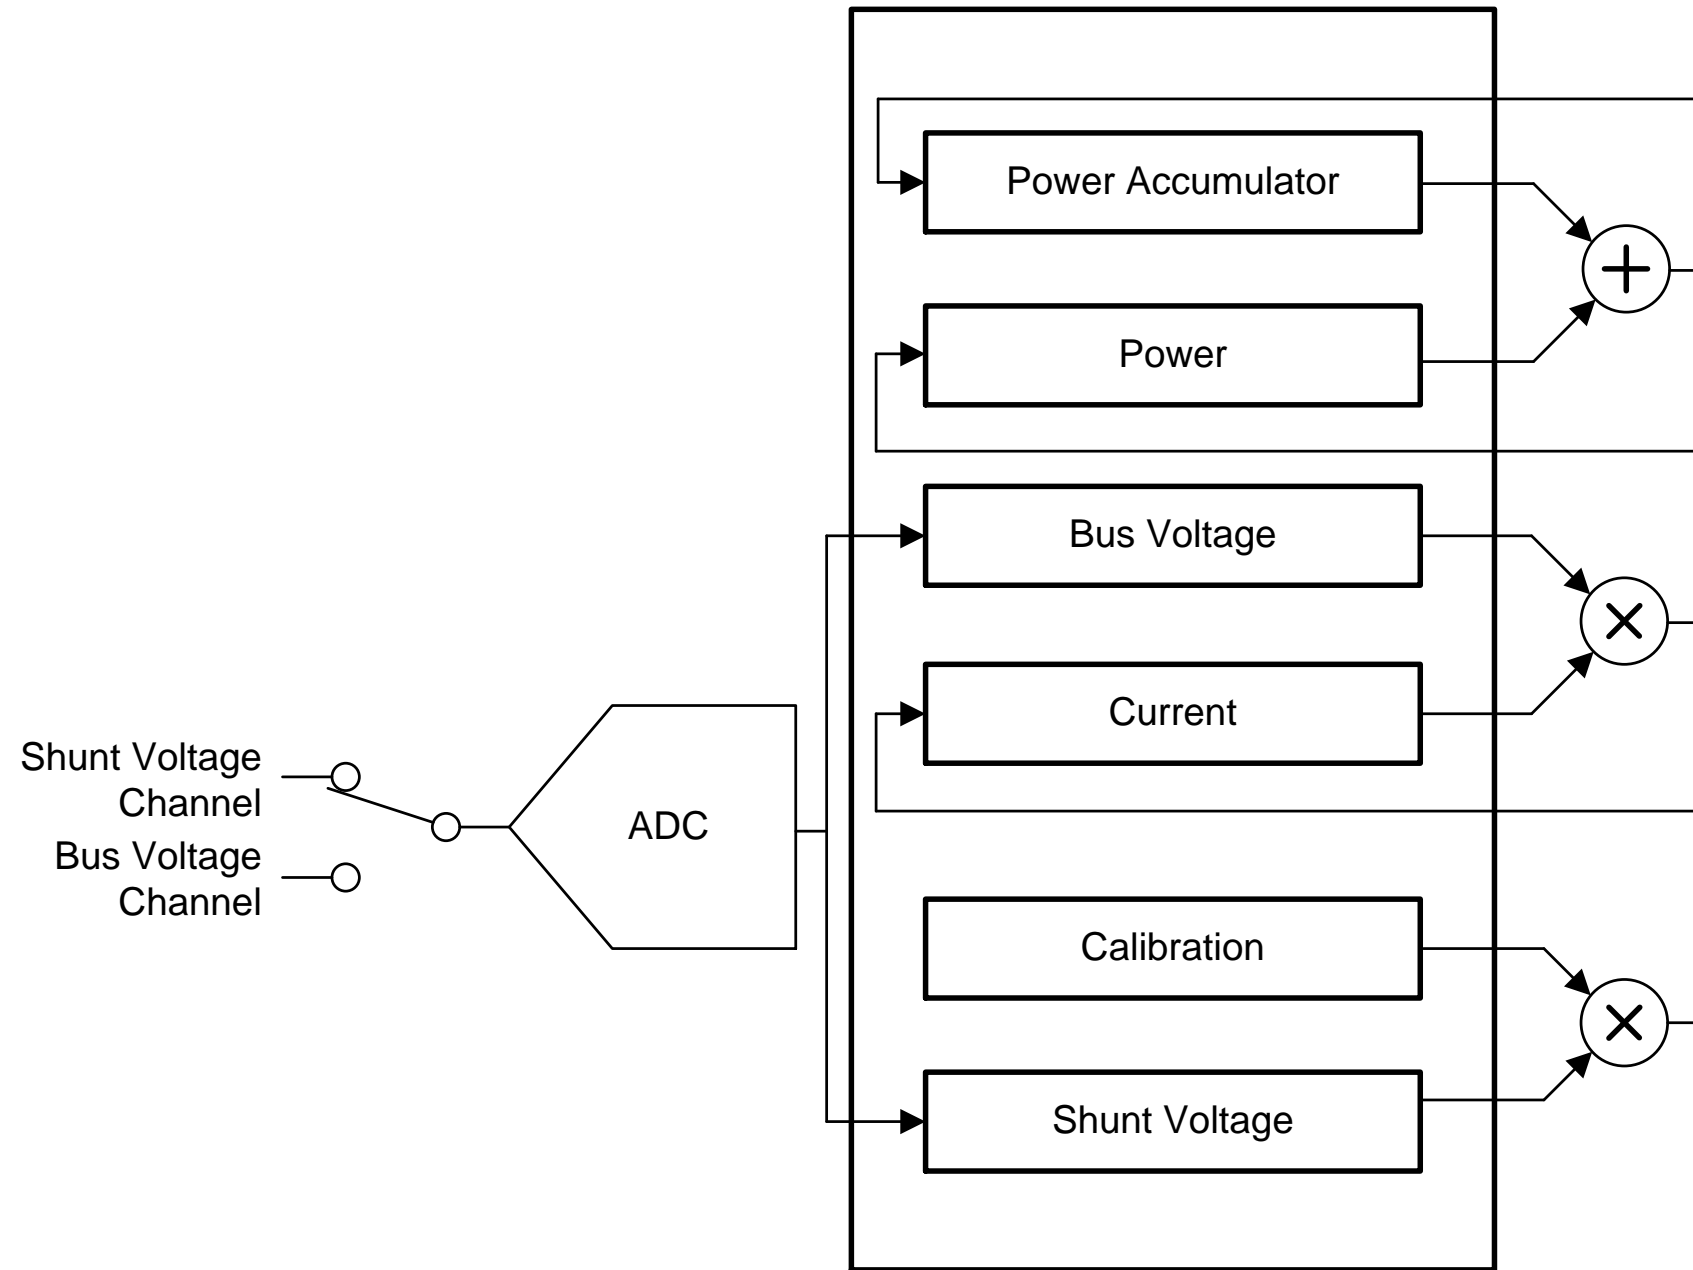 Power Accumulator
Power
Bus Voltage
Current
Shunt Voltage
Channel
ADC
Bus Voltage
Channel
Calibration
Shunt Voltage